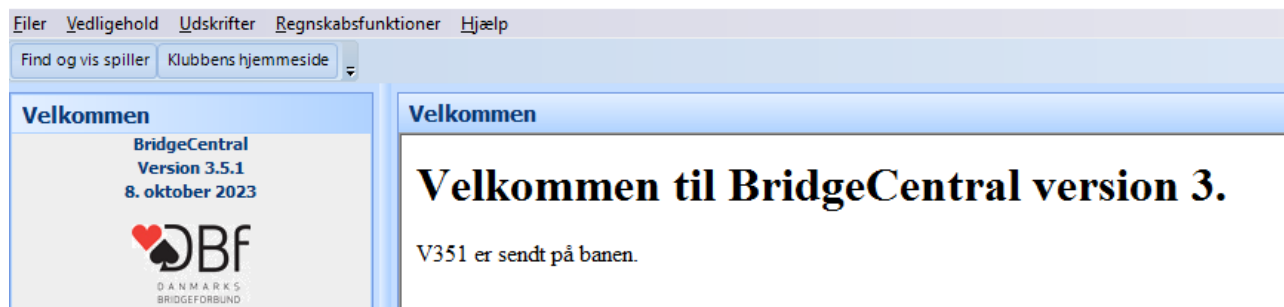 Filer Vedligehold Udskrifter Regnskabsfunktioner Hjælp
Find og vis spiller Klubbens hjemmeside
Velkommen
BridgeCentral
Version 3.5.1
8. oktober 2023
DBf
DANMARKS
BRIDGEFORBUND
Velkommen
Velkommen til BridgeCentral version 3.
V351 er sendt på banen.